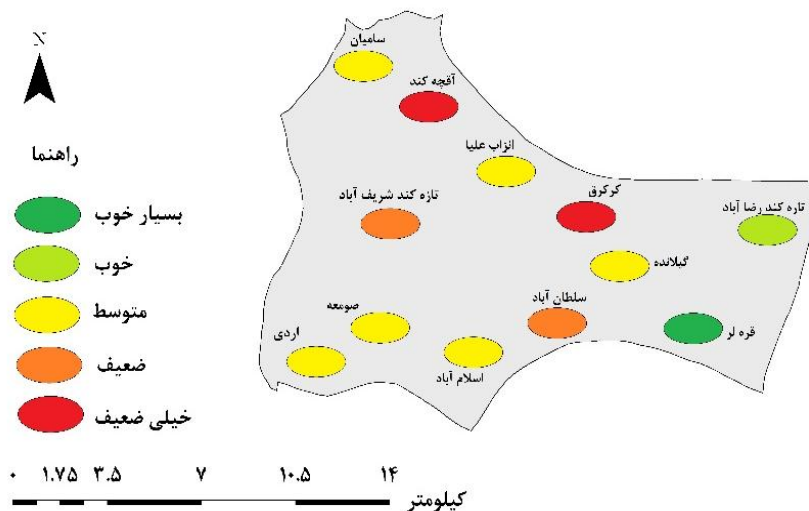 N
راهنما
بسیار خوب
خوب
متوسط
ضعیف
خیلی ضعیف
سامیان
آقچه کند
انزاب علیا
کرکرق
تازه کند شریف آباد
تاره کند رضا آباد
گیلانده
سلطان آباد
صومعه
اردی
اسلام آباد
قره لر
۰ ۱.۷۵ ۳.۵ ۷ ۱۰.۵ ۱۴
کیلومتر